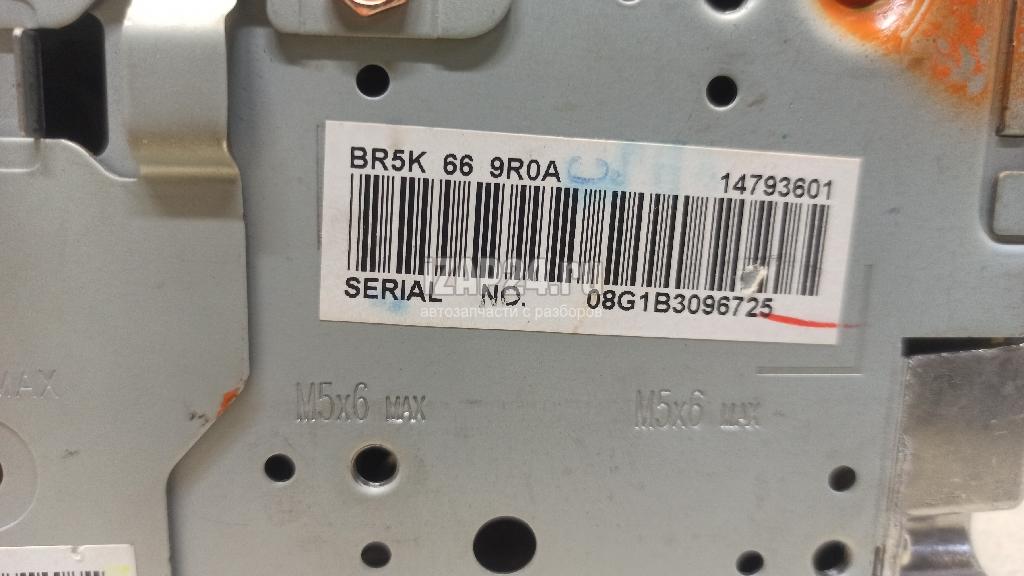 BR5K 66 9R0A
14793601
IZAP24.RU
SERIAL NO. 08G1B3096725
автозапчасти с разборов
MAX
M5x6 MAX
M5x6 MAX